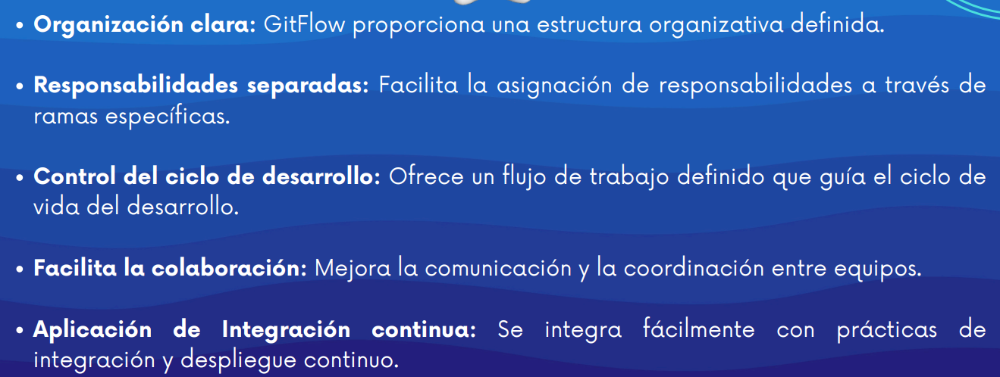 • Organización clara: GitFlow proporciona una estructura organizativa definida.
• Responsabilidades separadas: Facilita la asignación de responsabilidades a través de
ramas específicas.
• Control del ciclo de desarrollo: Ofrece un flujo de trabajo definido que guía el ciclo de
vida del desarrollo.
• Facilita la colaboración: Mejora la comunicación y la coordinación entre equipos.
• Aplicación de Integración continua: Se integra fácilmente con prácticas de
integración y despliegue continuo.